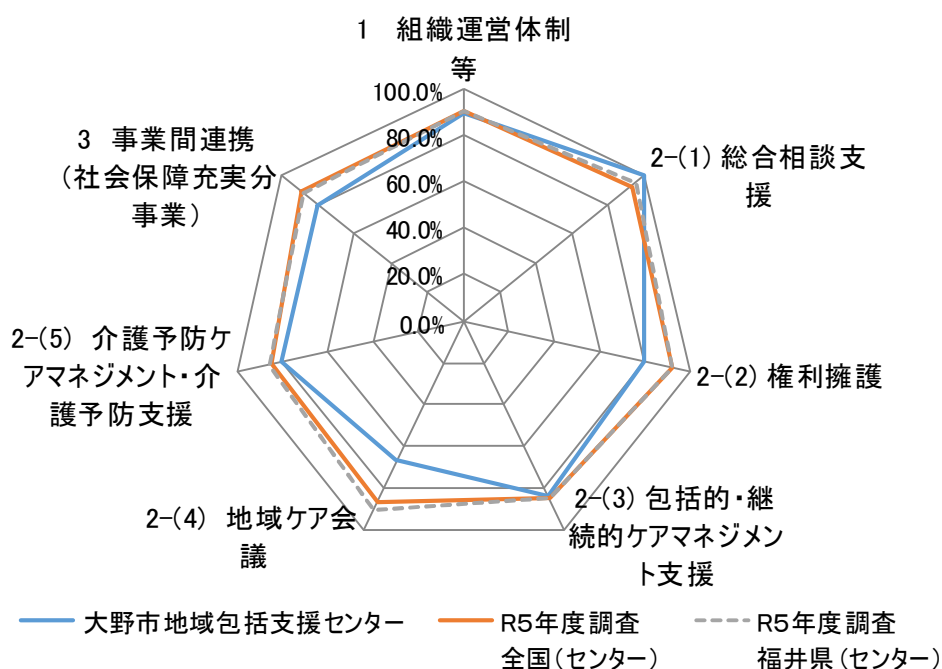 1 組織運営体制
等
100.0%
80.0%
60.0%
40.0%
20.0%
0.0%
2-(1) 総合相談支
援
2-(2) 権利擁護
2-(3) 包括的・継
続的ケアマネジメン
ト支援
2-(4) 地域ケア会
議
2-(5) 介護予防ケ
アマネジメント・介
護予防支援
3 事業間連携
(社会保障充実分
事業)
大野市地域包括支援センター
R5年度調査
全国(センター)
R5年度調査
福井県(センター)